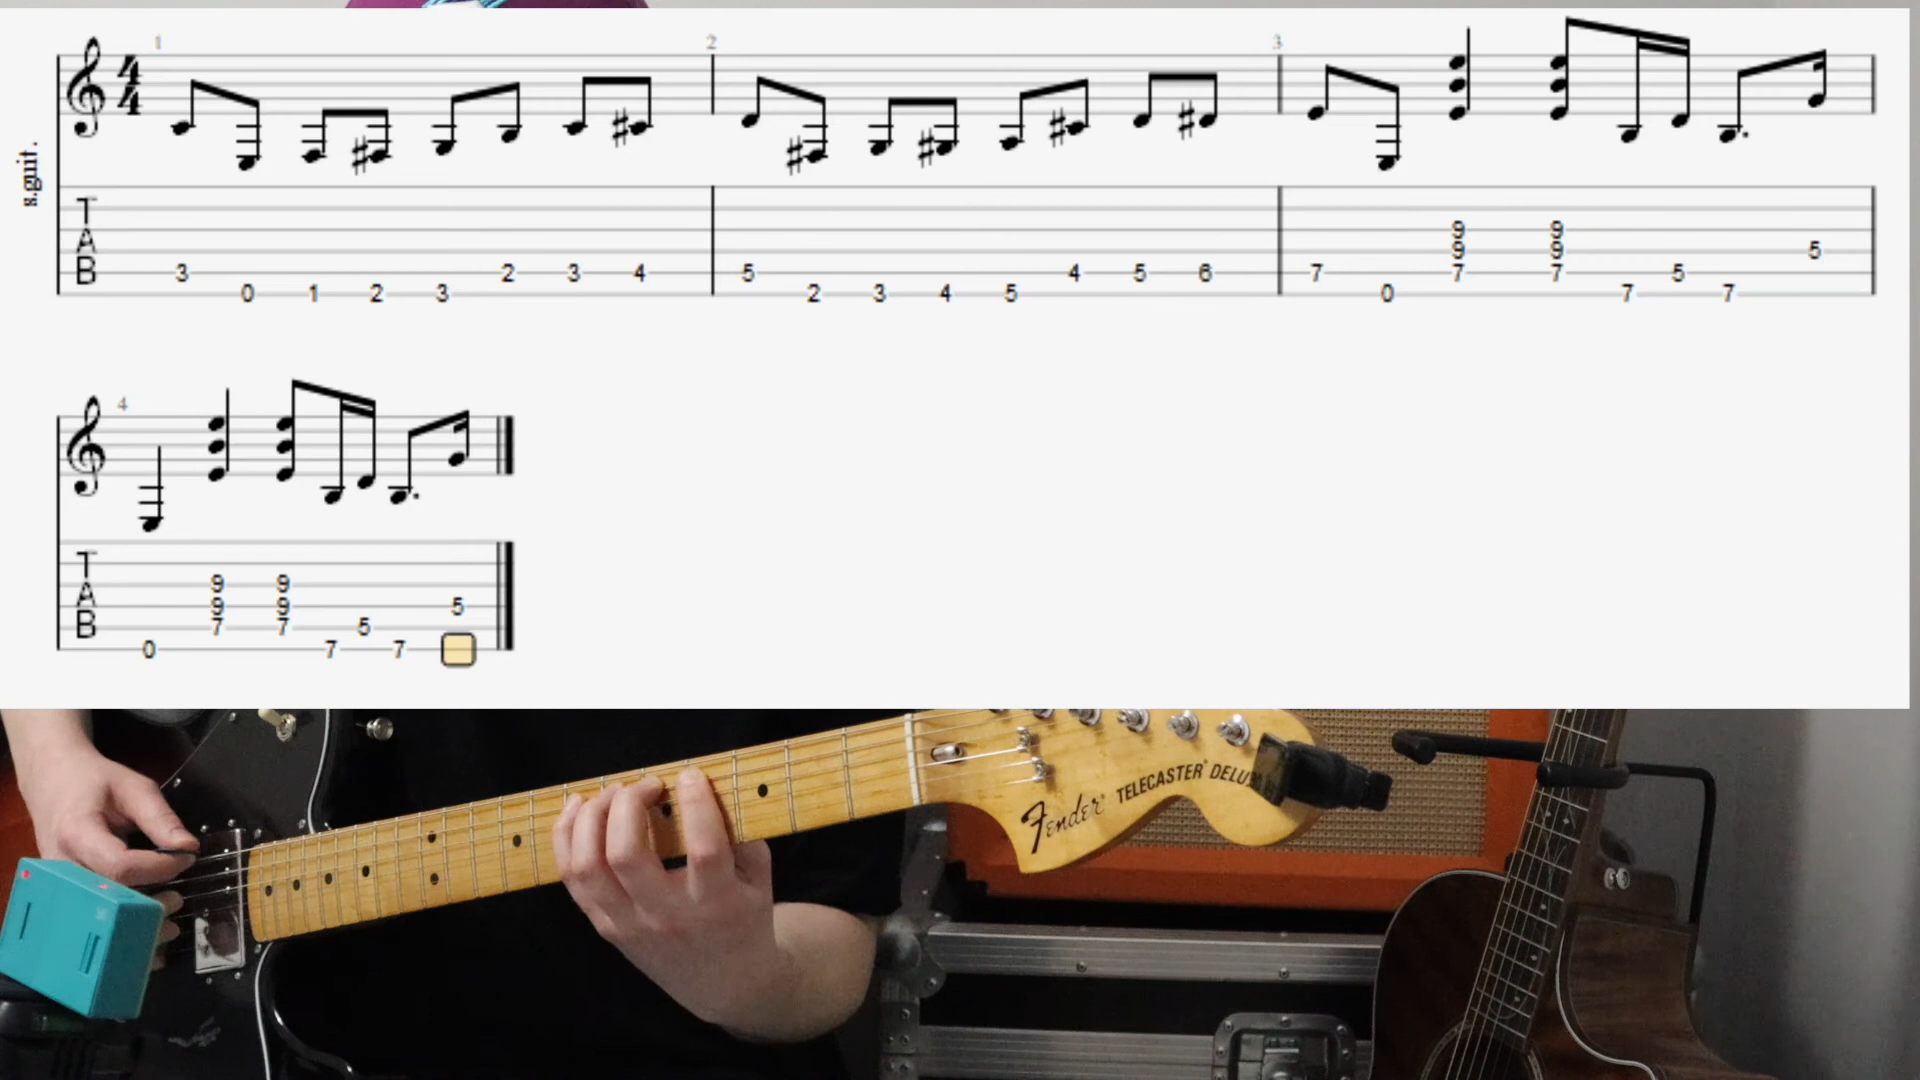 1 2 3
4
4
s.guit.
T
A
B
9 9
9 9 5
3 2 3 4 5 4 5 6 7 7 7 5
0 1 2 3 2 3 4 5 0 7 7
4
T
A
B
9 9
9 9 5
7 7 5
0 7 7
Fender TELECASTER DELU